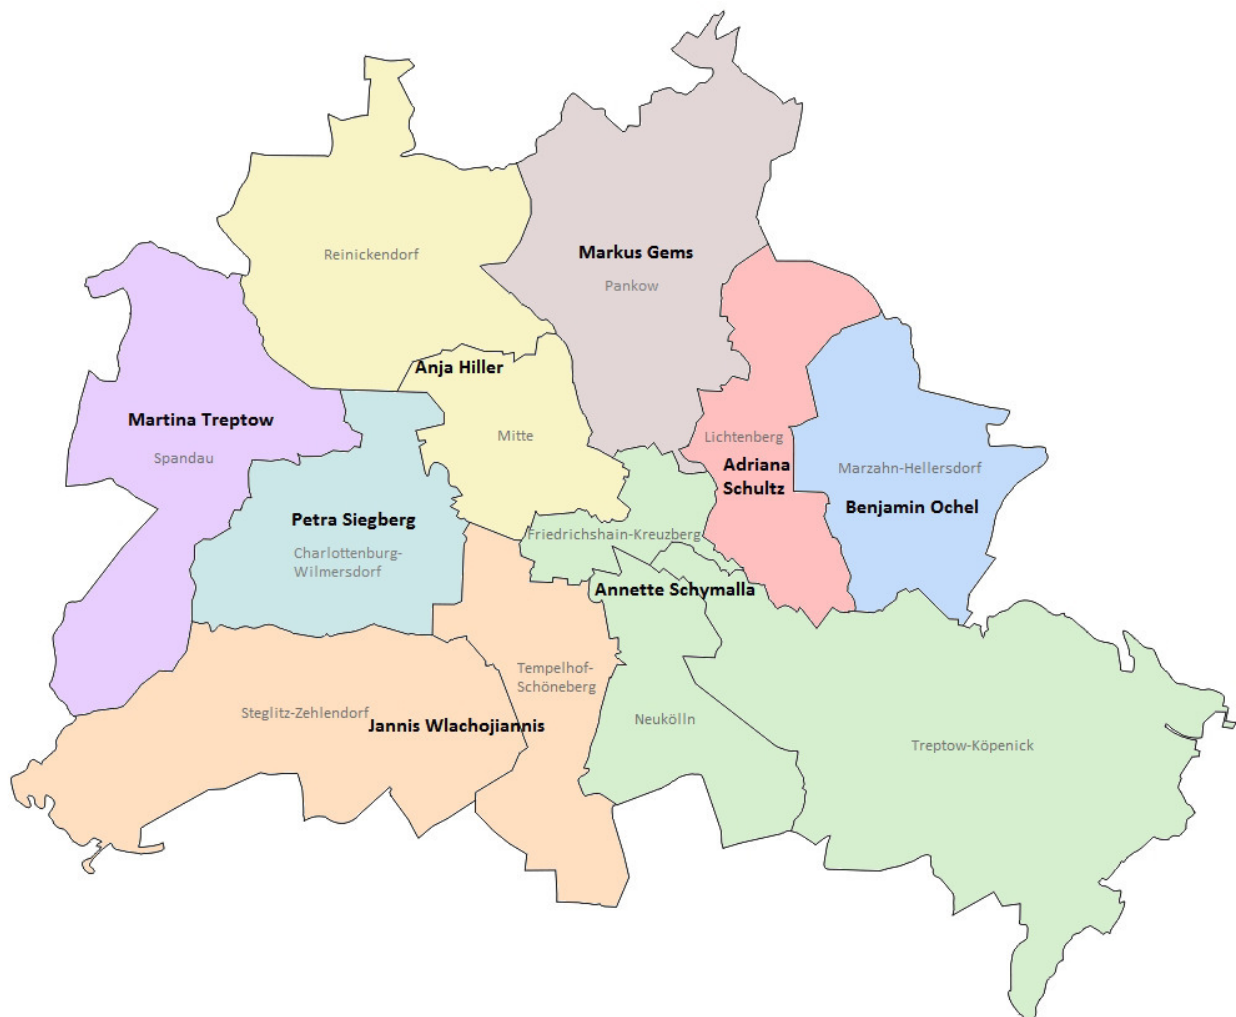 Reinickendorf
Markus Gems
Pankow
Anja Hiller
Martina Treptow
Spandau
Mitte
Lichtenberg
Adriana
Schultz
Marzahn-Hellersdorf
Benjamin Ochel
Petra Siegberg
Charlottenburg-
Wilmersdorf
Friedrichshain-Kreuzberg
Annette Schymalla
Tempelhof-
Schöneberg
Steglitz-Zehlendorf
Jannis Wlachojiannis
Neukölln
Treptow-Köpenick